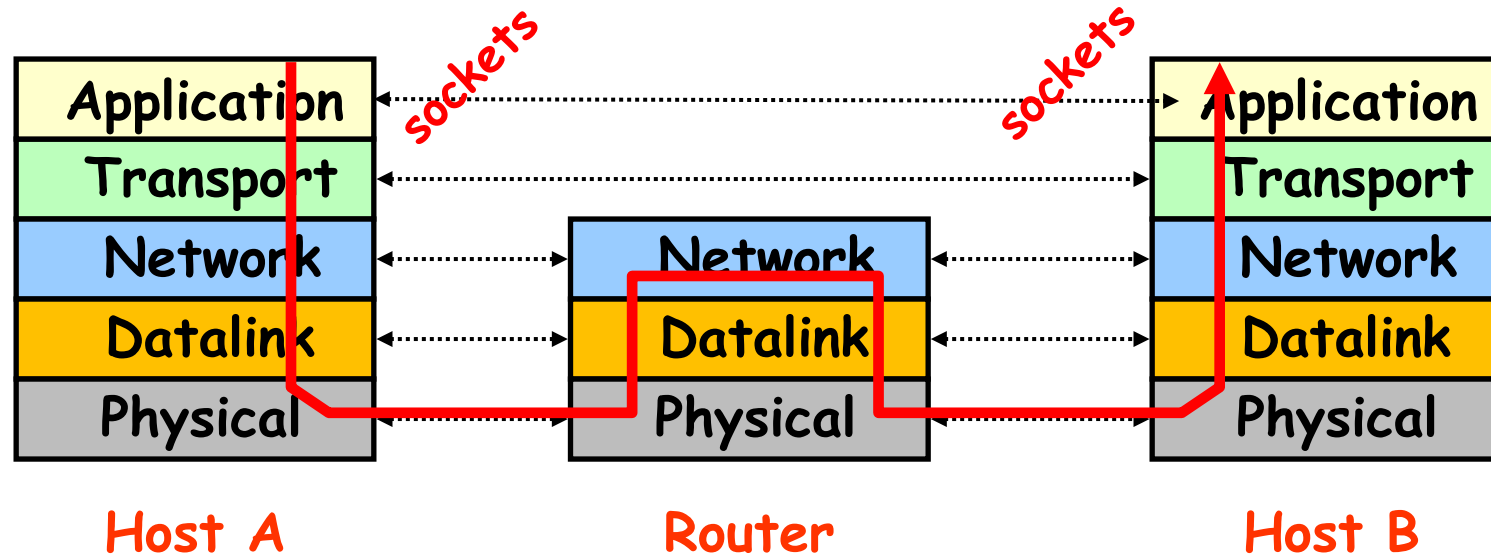 sockets sockets
Application Application
Transport Transport
Network Network Network
Datalink Datalink Datalink
Physical Physical Physical
Host A Router Host B